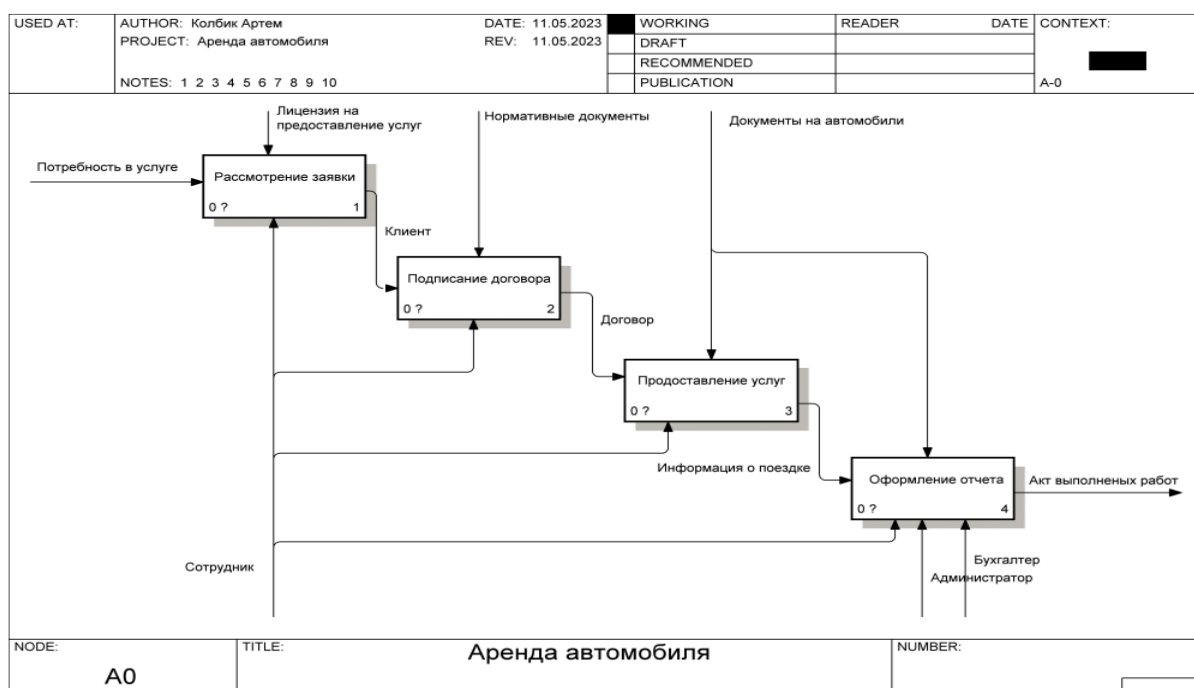 USED AT:
AUTHOR: Колбик Артем
DATE: 11.05.2023
PROJECT: Аренда автомобиля
REV: 11.05.2023
NOTES: 1 2 3 4 5 6 7 8 9 10
WORKING
DRAFT
RECOMMENDED
PUBLICATION
READER
DATE
CONTEXT:
A-0
Лицензия на
предоставление услуг
Нормативные документы
Документы на автомобили
Потребность в услуге
Рассмотрение заявки
0 ?
1
Клиент
Подписание договора
0 ?
2
Договор
Продоставление услуг
0 ?
3
Информация о поездке
Оформление отчета
0 ?
4
Акт выполненых работ
Сотрудник
Бухгалтер
Администратор
NODE:
A0
TITLE:
Аренда автомобиля
NUMBER: